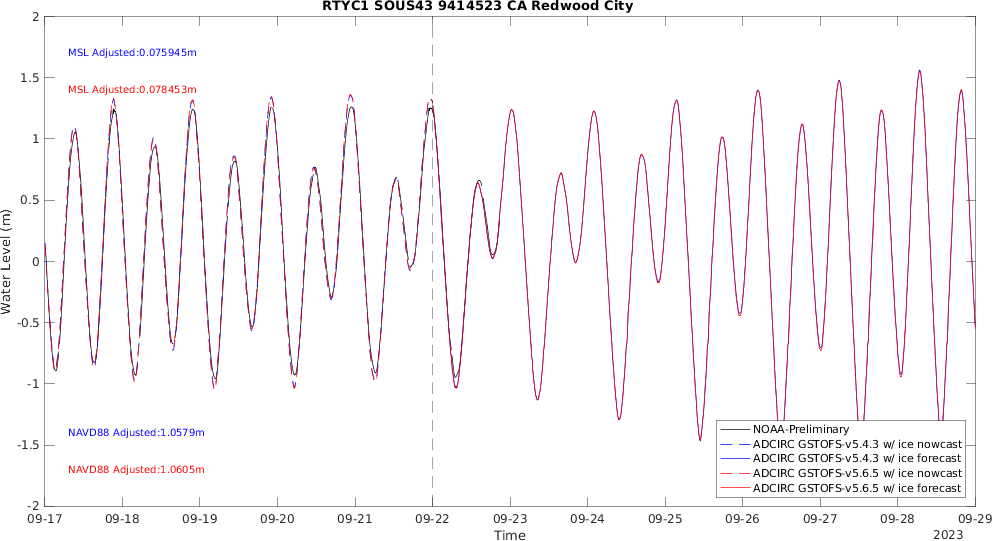 RTYC1 SOUS43 9414523 CA Redwood City
2
1.5
1
0.5
0
-0.5
-1
-1.5
-2
Water Level (m)
MSL Adjusted:0.075945m
MSL Adjusted:0.078453m
NAVD88 Adjusted:1.0579m
NAVD88 Adjusted:1.0605m
NOAA-Preliminary
ADCIRC GSTOFS-v5.4.3 w/ ice nowcast
ADCIRC GSTOFS-v5.4.3 w/ ice forecast
ADCIRC GSTOFS-v5.6.5 w/ ice nowcast
ADCIRC GSTOFS-v5.6.5 w/ ice forecast
09-17 09-18 09-19 09-20 09-21 09-22 09-23 09-24 09-25 09-26 09-27 09-28 09-29
Time
2023